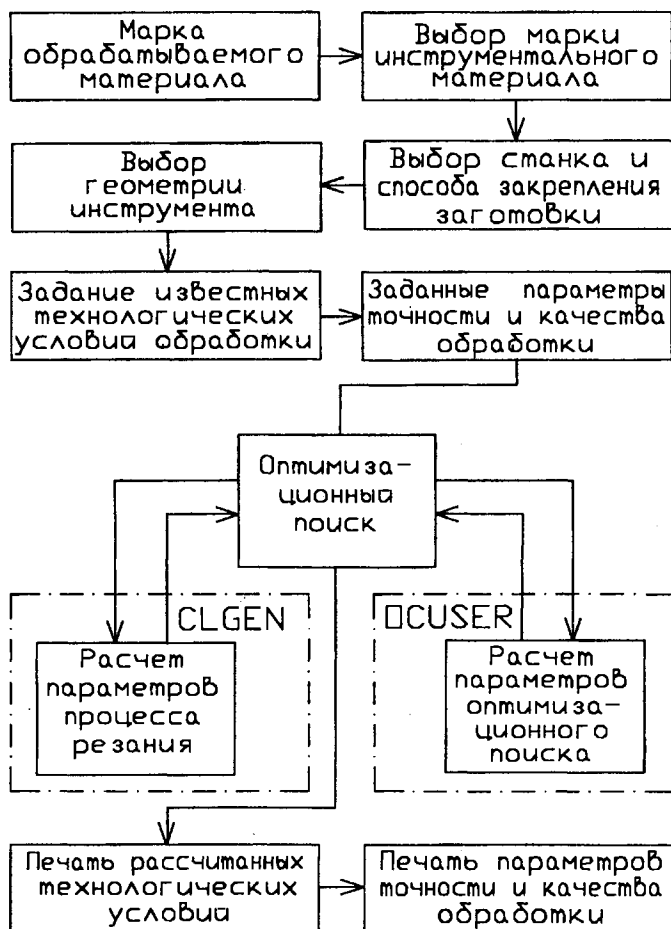 Марка
обрабатываемого
материала
Выбор марки
инструментального
материала
Выбор
геометрии
инструмента
Выбор станка и
способа закрепления
заготовки
Задание известных
технологических
условий обработки
Заданные параметры
точности и качества
обработки
Оптимиза-
ционный
поиск
CLGEN
Расчет
параметров
процесса
резания
OCUSER
Расчет
параметров
оптимиза-
ционного
поиска
Печать рассчитанных
технологических
условий
Печать параметров
точности и качества
обработки